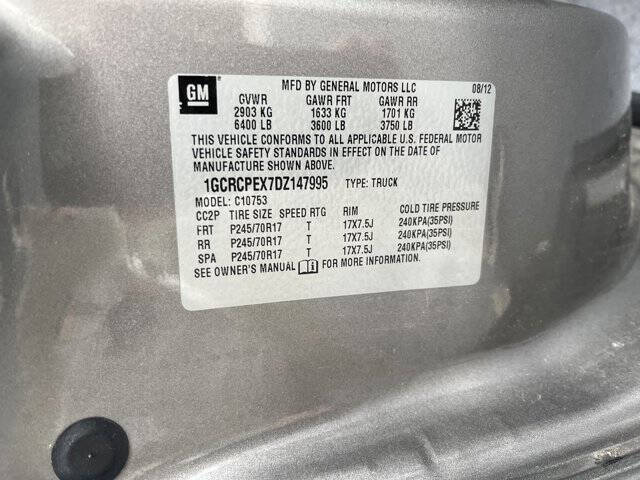 GM
MFD BY GENERAL MOTORS LLC 08/12
GVWR GAWR FRT GAWR RR
2903 KG 1633 KG 1701 KG
6400 LB 3600 LB 3750 LB
THIS VEHICLE CONFORMS TO ALL APPLICABLE U.S. FEDERAL MOTOR
VEHICLE SAFETY STANDARDS IN EFFECT ON THE DATE OF
MANUFACTURE SHOWN ABOVE.
1GCRCPEX7DZ147995 TYPE: TRUCK
MODEL: C10753
CC2P TIRE SIZE SPEED RTG RIM COLD TIRE PRESSURE
FRT P245/70R17 T 17X7.5J 240KPA(35PSI)
RR P245/70R17 T 17X7.5J 240KPA(35PSI)
SPA P245/70R17 T 17X7.5J 240KPA(35PSI)
SEE OWNER'S MANUAL FOR MORE INFORMATION.